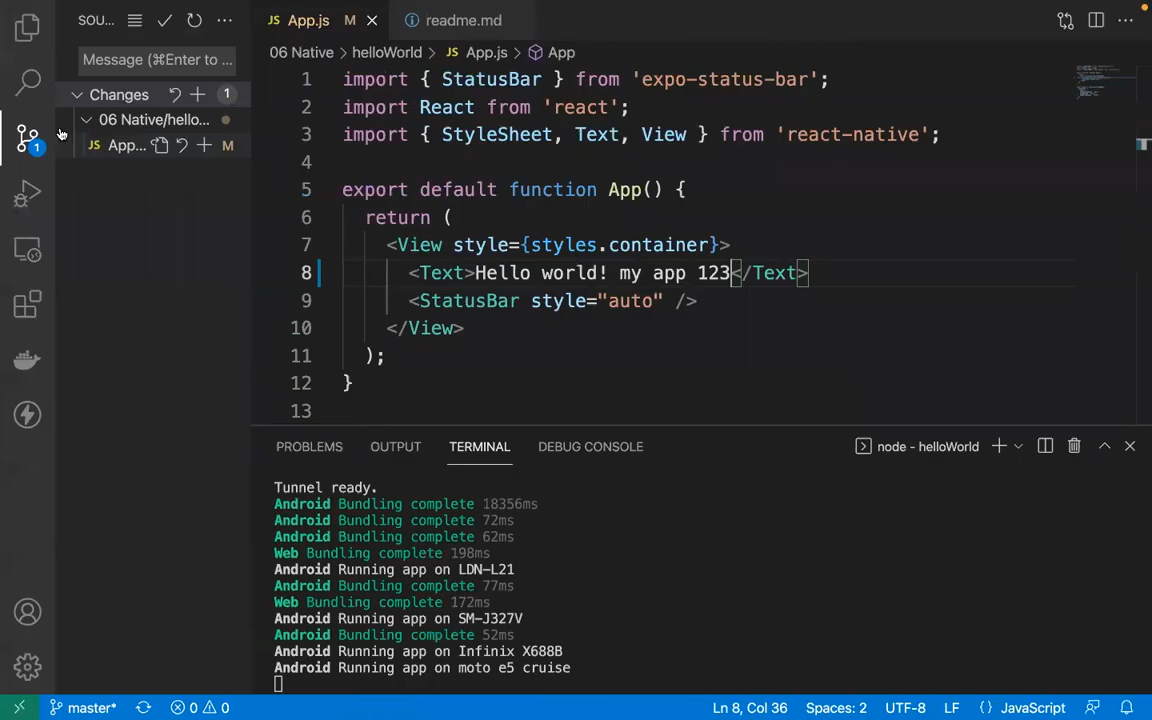 SOU...
Message (⌘Enter to ...
Changes
1
06 Native/hello...
JS App... M
1
JS App.js M
readme.md
06 Native > helloWorld > JS App.js > App
1 import { StatusBar } from 'expo-status-bar';
2 import React from 'react';
3 import { StyleSheet, Text, View } from 'react-native';
4
5 export default function App() {
6 return (
7 <View style={styles.container}>
8 <Text>Hello world! my app 123</Text>
9 <StatusBar style="auto" />
10 </View>
11 );
12 }
13
PROBLEMS OUTPUT TERMINAL DEBUG CONSOLE
node - helloWorld
Tunnel ready.
Android Bundling complete 18356ms
Android Bundling complete 72ms
Android Bundling complete 62ms
Web Bundling complete 198ms
Android Running app on LDN-L21
Android Bundling complete 77ms
Web Bundling complete 172ms
Android Running app on SM-J327V
Android Bundling complete 52ms
Android Running app on Infinix X688B
Android Running app on moto e5 cruise
master* 0 0 Ln 8, Col 36 Spaces: 2 UTF-8 LF {} JavaScript